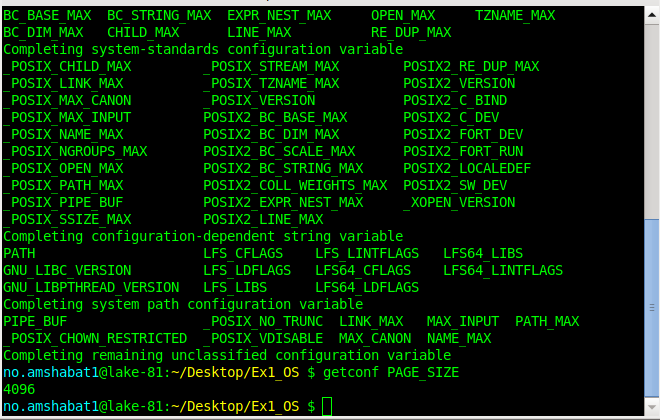 BC_BASE_MAX BC_STRING_MAX EXPR_NEST_MAX OPEN_MAX TZNAME_MAX
BC_DIM_MAX CHILD_MAX LINE_MAX RE_DUP_MAX
Completing system-standards configuration variable
_POSIX_CHILD_MAX _POSIX_STREAM_MAX POSIX2_RE_DUP_MAX
_POSIX_LINK_MAX _POSIX_TZNAME_MAX POSIX2_VERSION
_POSIX_MAX_CANON _POSIX_VERSION POSIX2_C_BIND
_POSIX_MAX_INPUT POSIX2_BC_BASE_MAX POSIX2_C_DEV
_POSIX_NAME_MAX POSIX2_BC_DIM_MAX POSIX2_FORT_DEV
_POSIX_NGROUPS_MAX POSIX2_BC_SCALE_MAX POSIX2_FORT_RUN
_POSIX_OPEN_MAX POSIX2_BC_STRING_MAX POSIX2_LOCALEDEF
_POSIX_PATH_MAX POSIX2_COLL_WEIGHTS_MAX POSIX2_SW_DEV
_POSIX_PIPE_BUF POSIX2_EXPR_NEST_MAX _XOPEN_VERSION
_POSIX_SSIZE_MAX POSIX2_LINE_MAX
Completing configuration-dependent string variable
PATH LFS_CFLAGS LFS_LINTFLAGS LFS64_LIBS
GNU_LIBC_VERSION LFS_LDFLAGS LFS64_CFLAGS LFS64_LINTFLAGS
GNU_LIBPTHREAD_VERSION LFS_LIBS LFS64_LDFLAGS
Completing system path configuration variable
PIPE_BUF _POSIX_NO_TRUNC LINK_MAX MAX_INPUT PATH_MAX
_POSIX_CHOWN_RESTRICTED _POSIX_VDISABLE MAX_CANON NAME_MAX
Completing remaining unclassified configuration variable
no.amshabat1@lake-81:~/Desktop/Ex1_OS $ getconf PAGE_SIZE
4096
no.amshabat1@lake-81:~/Desktop/Ex1_OS $